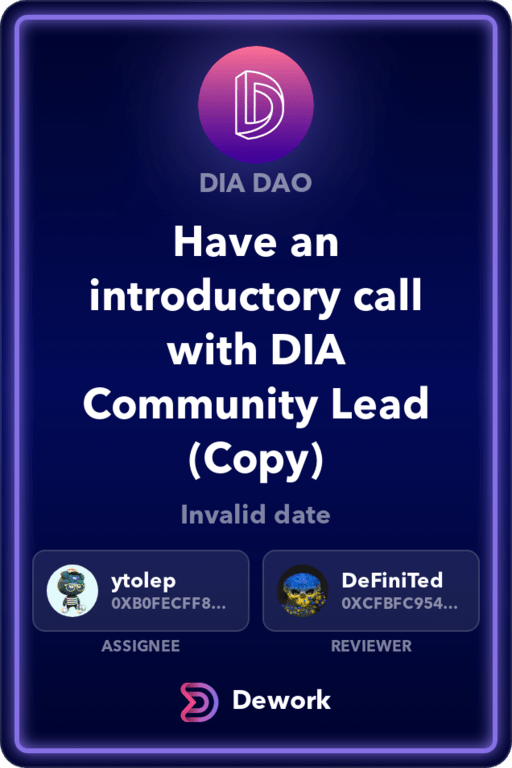 DIA DAO
Have an
introductory call
with DIA
Community Lead
(Copy)
Invalid date
ytolep
0XB0FECFF8...
DeFiniTed
0XCFBFC954...
ASSIGNEE
REVIEWER
Dework